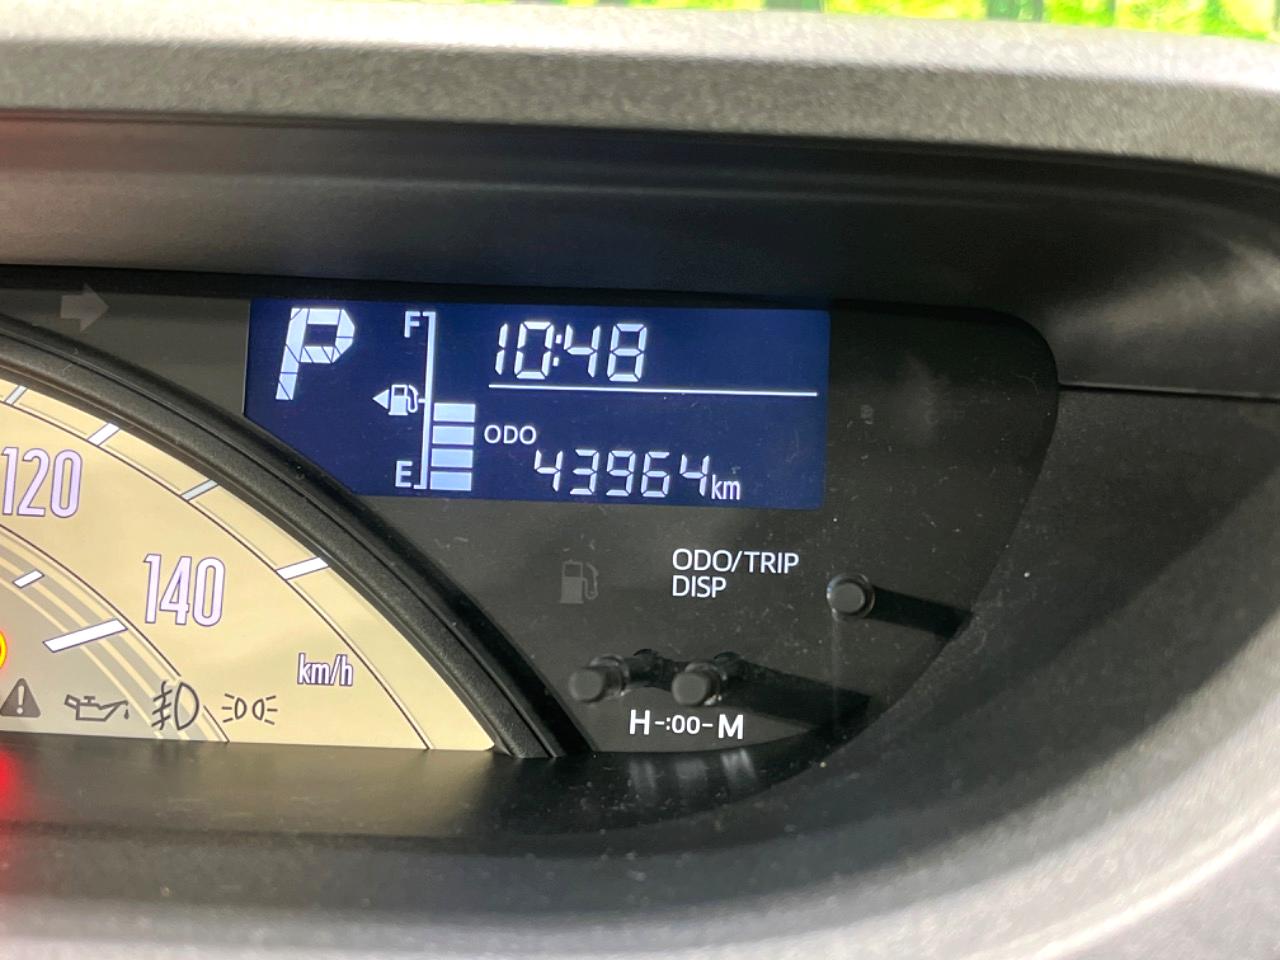 P
F
10:48
ODO
E
43964km
120
140
km/h
ODO/TRIP
DISP
H-:00-M